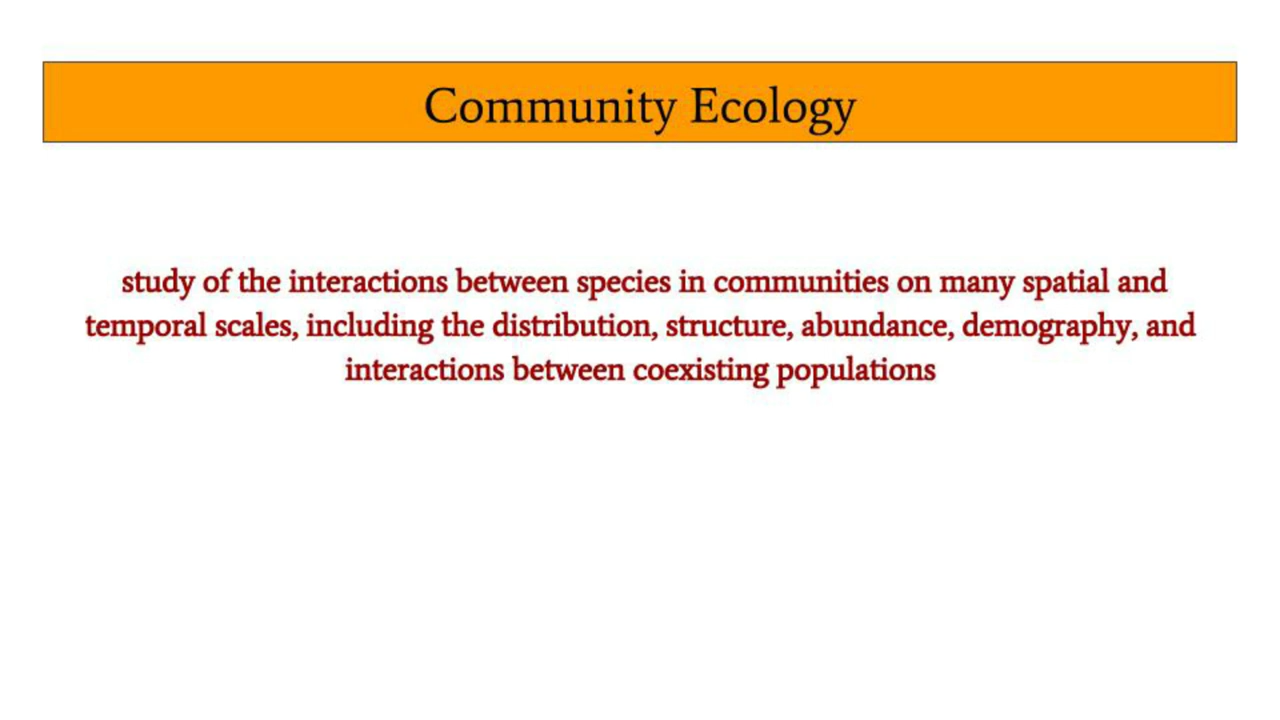 Community Ecology
study of the interactions between species in communities on many spatial and
temporal scales, including the distribution, structure, abundance, demography, and
interactions between coexisting populations